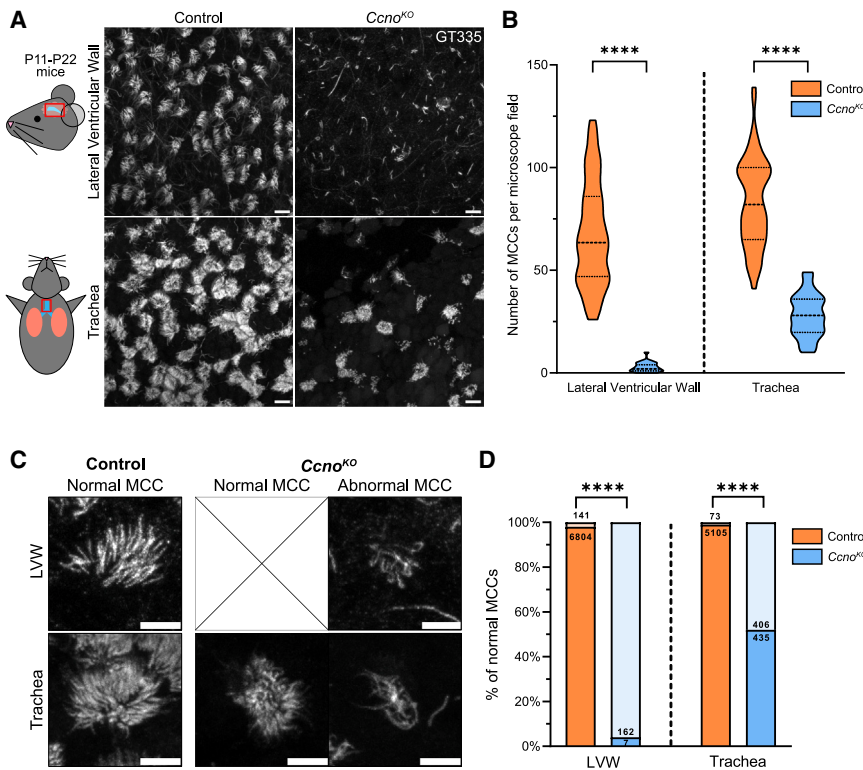 A
P11-P22
mice
Control
Ccno^KO
GT335
Lateral Ventricular Wall
Trachea
B
Number of MCCs per microscope field
150
100
50
0
****
****
Lateral Ventricular Wall
Trachea
Contro
Ccno^KO
C
Control
Normal MCC
Ccno^KO
Normal MCC
Abnormal MCC
LVW
Trachea
D
% of normal MCCs
100%
80%
60%
40%
20%
0%
****
****
141
6804
162
7
73
5105
406
435
LVW
Trachea
Contro
Ccno^KO